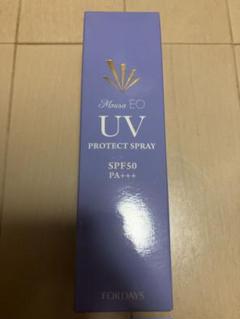 Mousa EO
UV
PROTECT SPRAY
SPF50
PA+++
FORDAYS